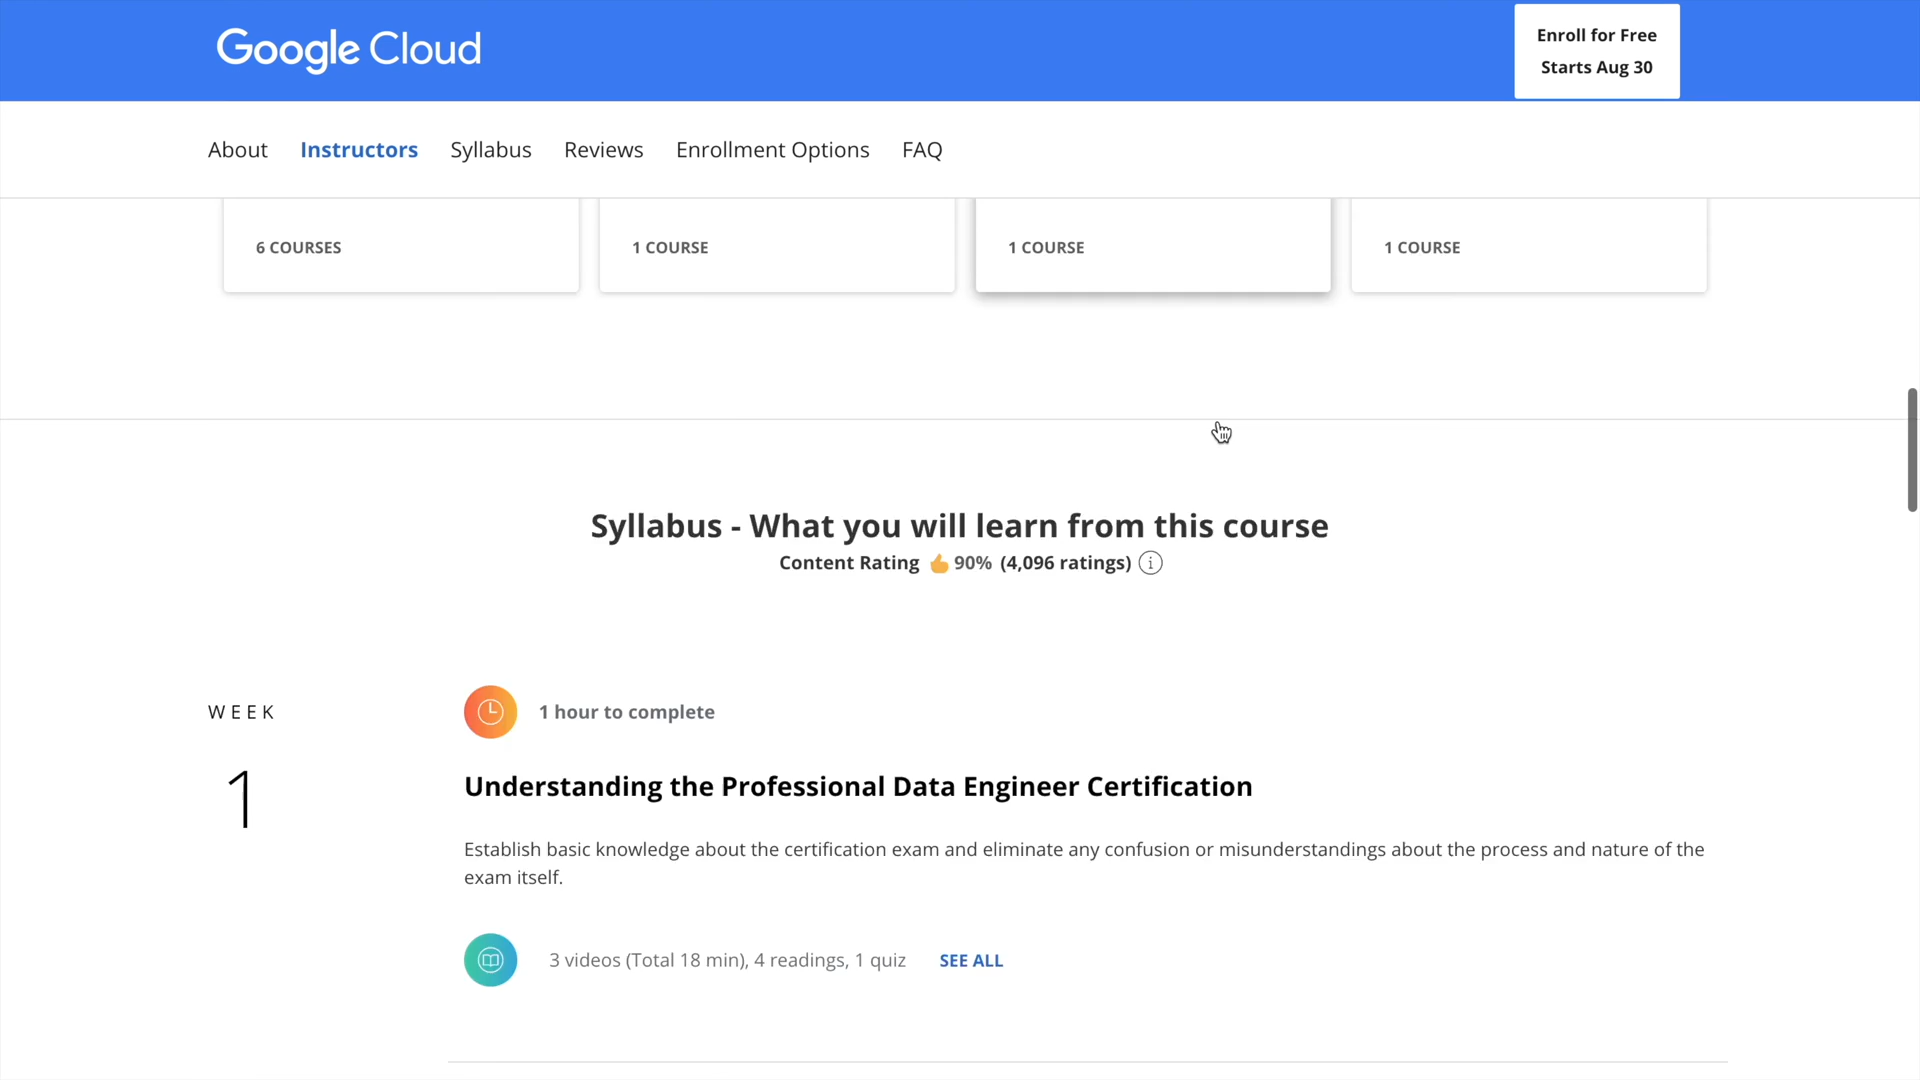 Google Cloud
Enroll for Free
Starts Aug 30
About Instructors Syllabus Reviews Enrollment Options FAQ
6 COURSES 1 COURSE 1 COURSE 1 COURSE
Syllabus - What you will learn from this course
Content Rating 90% (4,096 ratings)
WEEK
1
1 hour to complete
Understanding the Professional Data Engineer Certification
Establish basic knowledge about the certification exam and eliminate any confusion or misunderstandings about the process and nature of the
exam itself.
3 videos (Total 18 min), 4 readings, 1 quiz SEE ALL